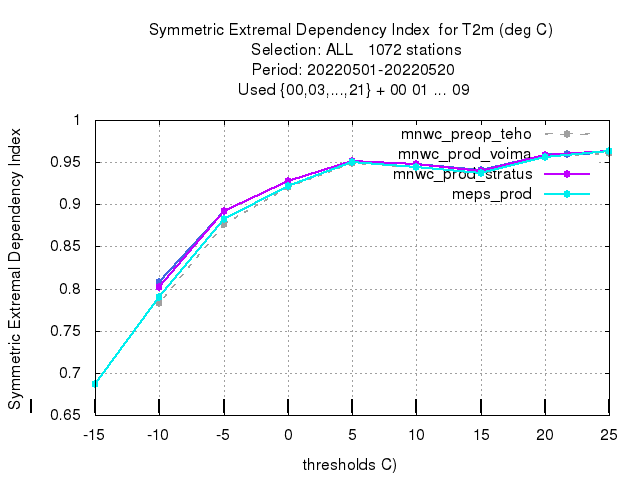 Symmetric Extremal Dependency Index  for T2m (deg C)
Selection: ALL   1072 stations
Period: 20220501-20220520
Used {00,03,...,21} + 00 01 ... 09
Symmetric Extremal Dependency Index
1
0.95
0.9
0.85
0.8
0.75
0.7
0.65
mnwc_preop_teho
mnwc_prod_voima
mnwc_prod_stratus
meps_prod
-15 -10 -5 0 5 10 15 20 25
thresholds C)